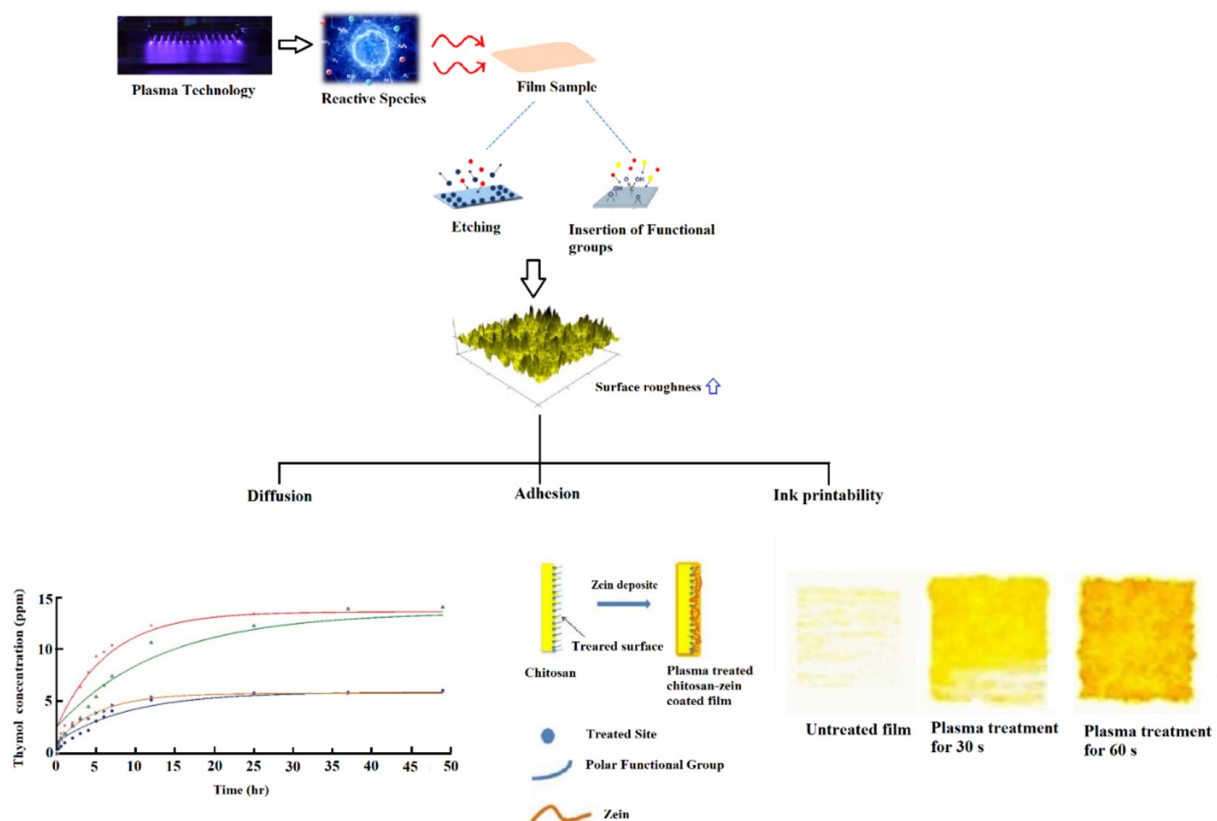 Plasma Technology
Reactive Species
Film Sample
O
OH
C
OH
O
O
Etching
Insertion of Functional
groups
Surface roughness
Diffusion
Adhesion
Ink printability
Thymol concentration (ppm)
15
10
5
0
0
5
10
15
20
25
30
35
40
45
50
Time (hr)
Zein deposite
Treared surface
Chitosan
Plasma treated
chitosan-zein
coated film
Treated Site
Polar Functional Group
Zein
Untreated film
Plasma treatment
for 30 s
Plasma treatment
for 60 s